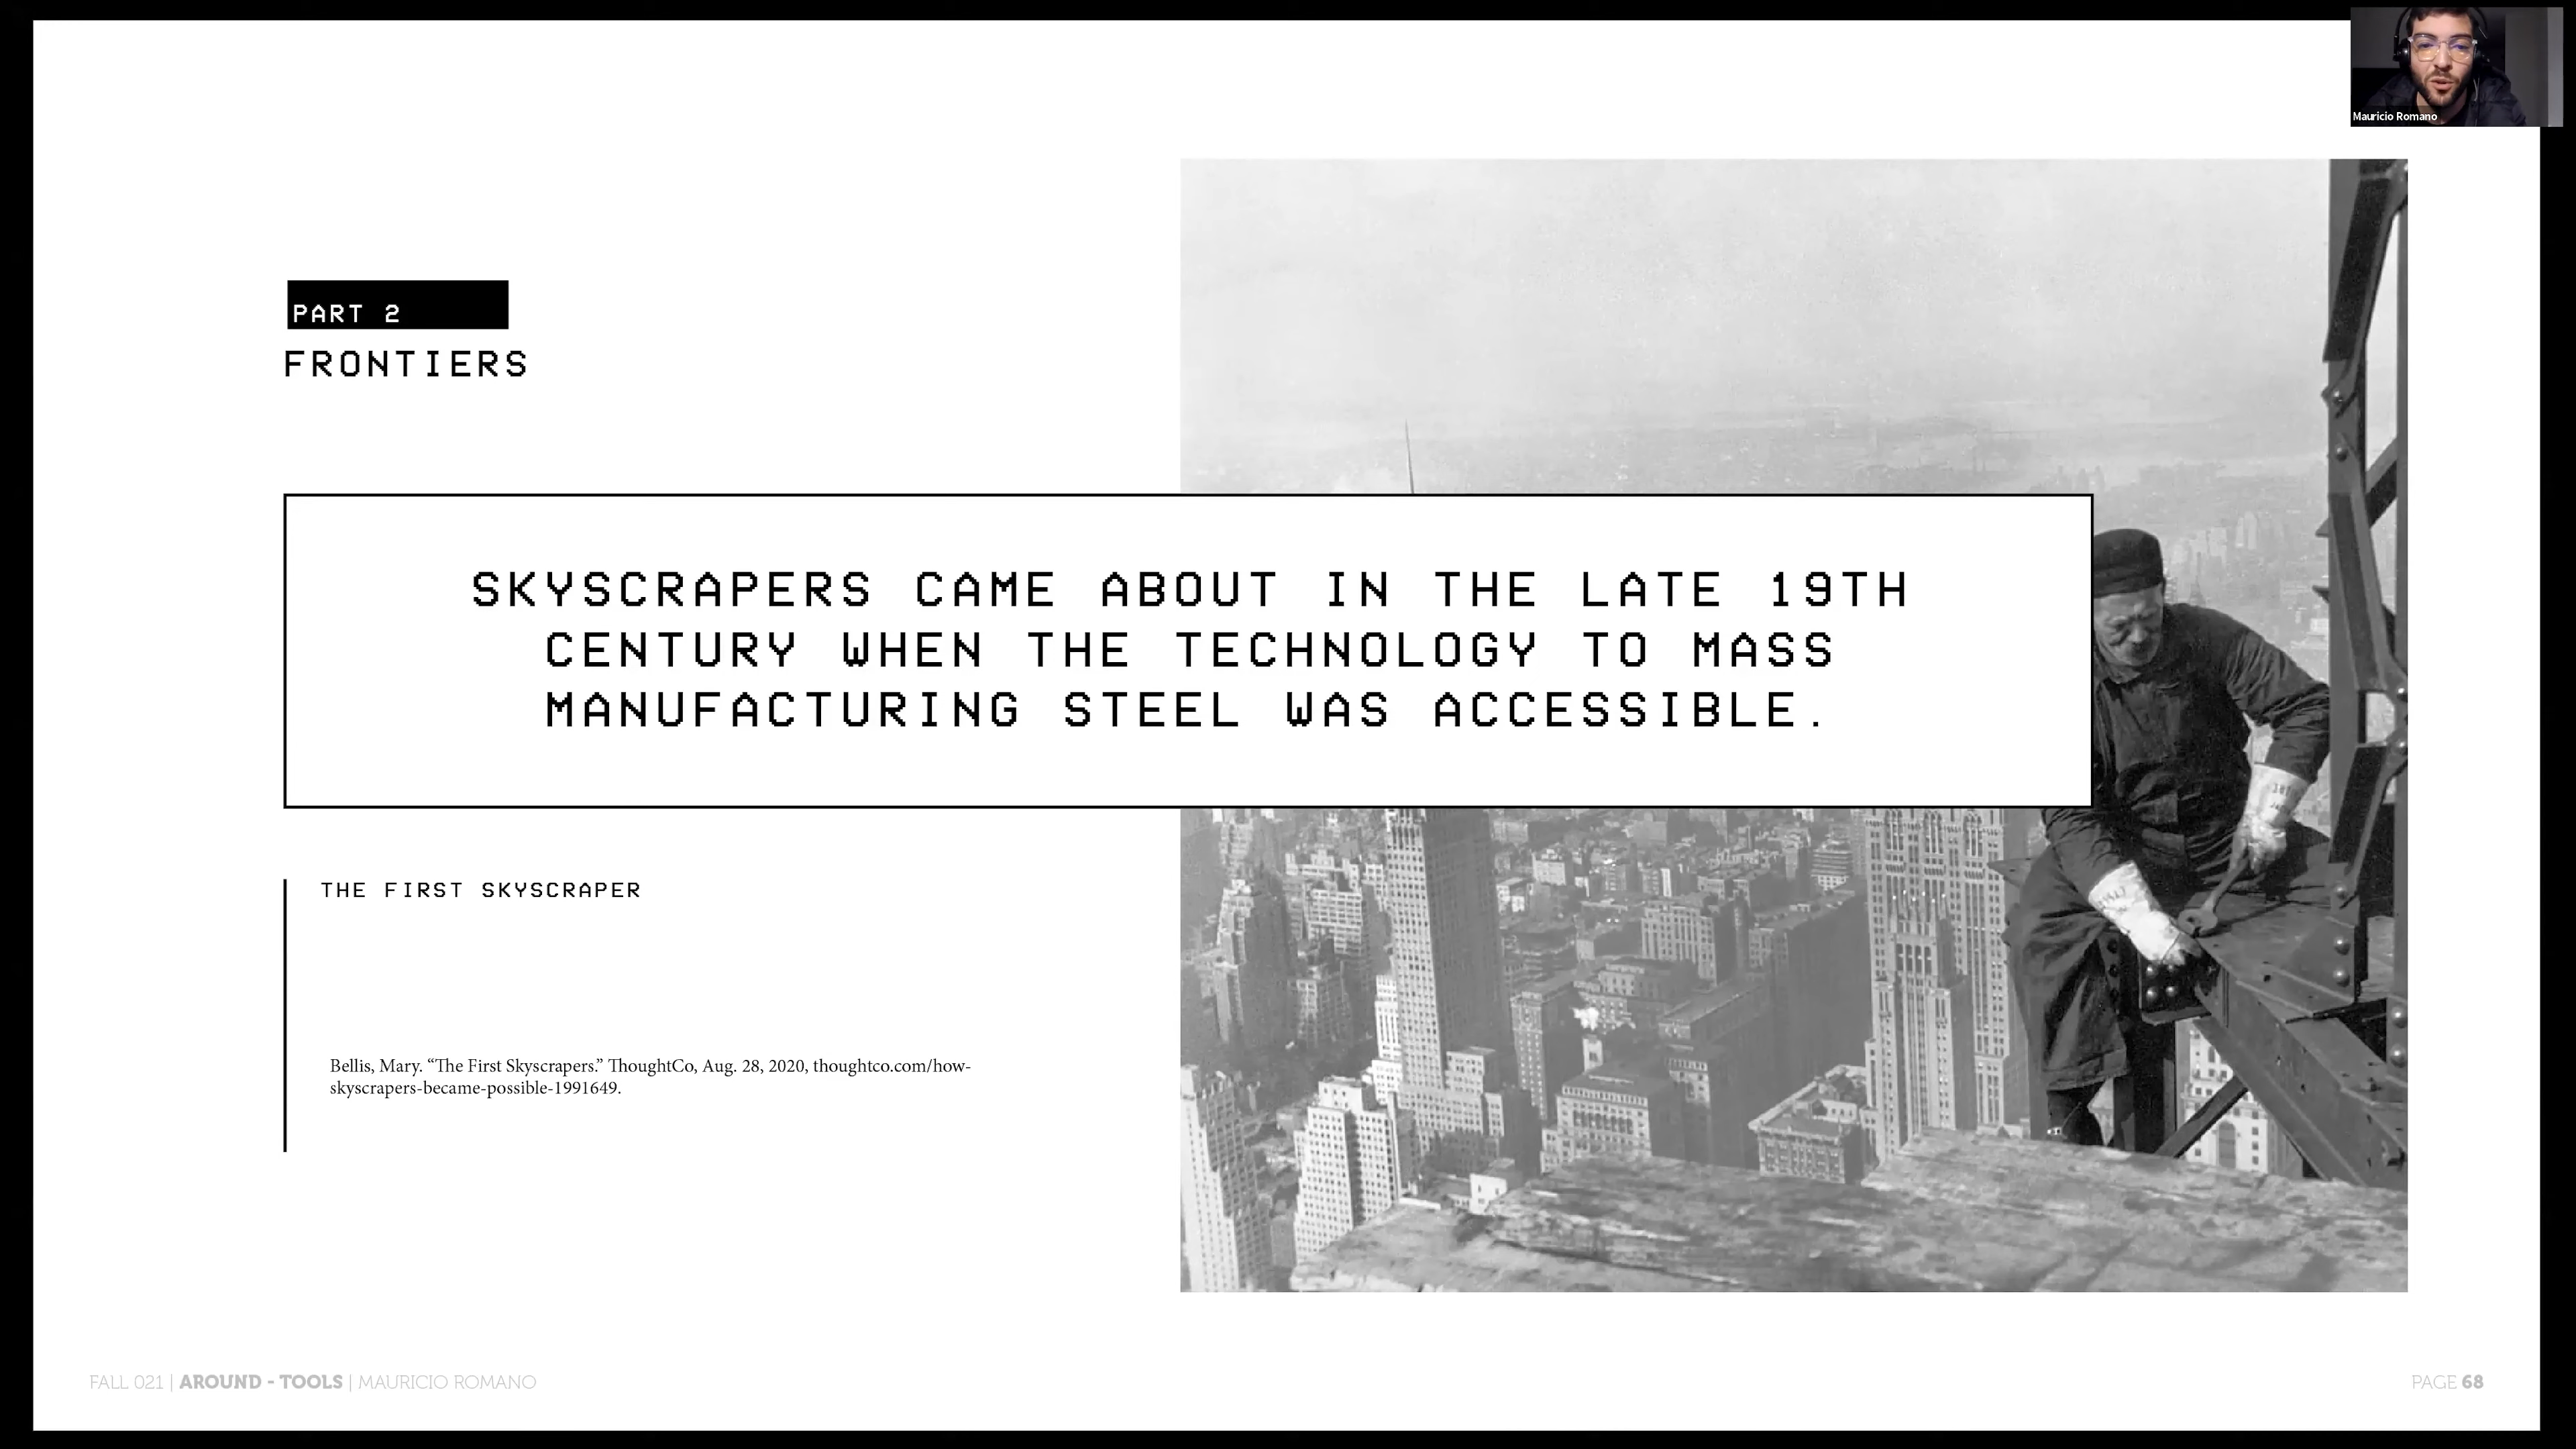 Mauricio Romano
PART 2
FRONTIERS
SKYSCRAPERS CAME ABOUT IN THE LATE 19TH
CENTURY WHEN THE TECHNOLOGY TO MASS
MANUFACTURING STEEL WAS ACCESSIBLE.
THE FIRST SKYSCRAPER
Bellis, Mary. “The First Skyscrapers.” ThoughtCo, Aug. 28, 2020, thoughtco.com/how-
skyscrapers-became-possible-1991649.
FALL 021 | AROUND - TOOLS | MAURICIO ROMANO
PAGE 68